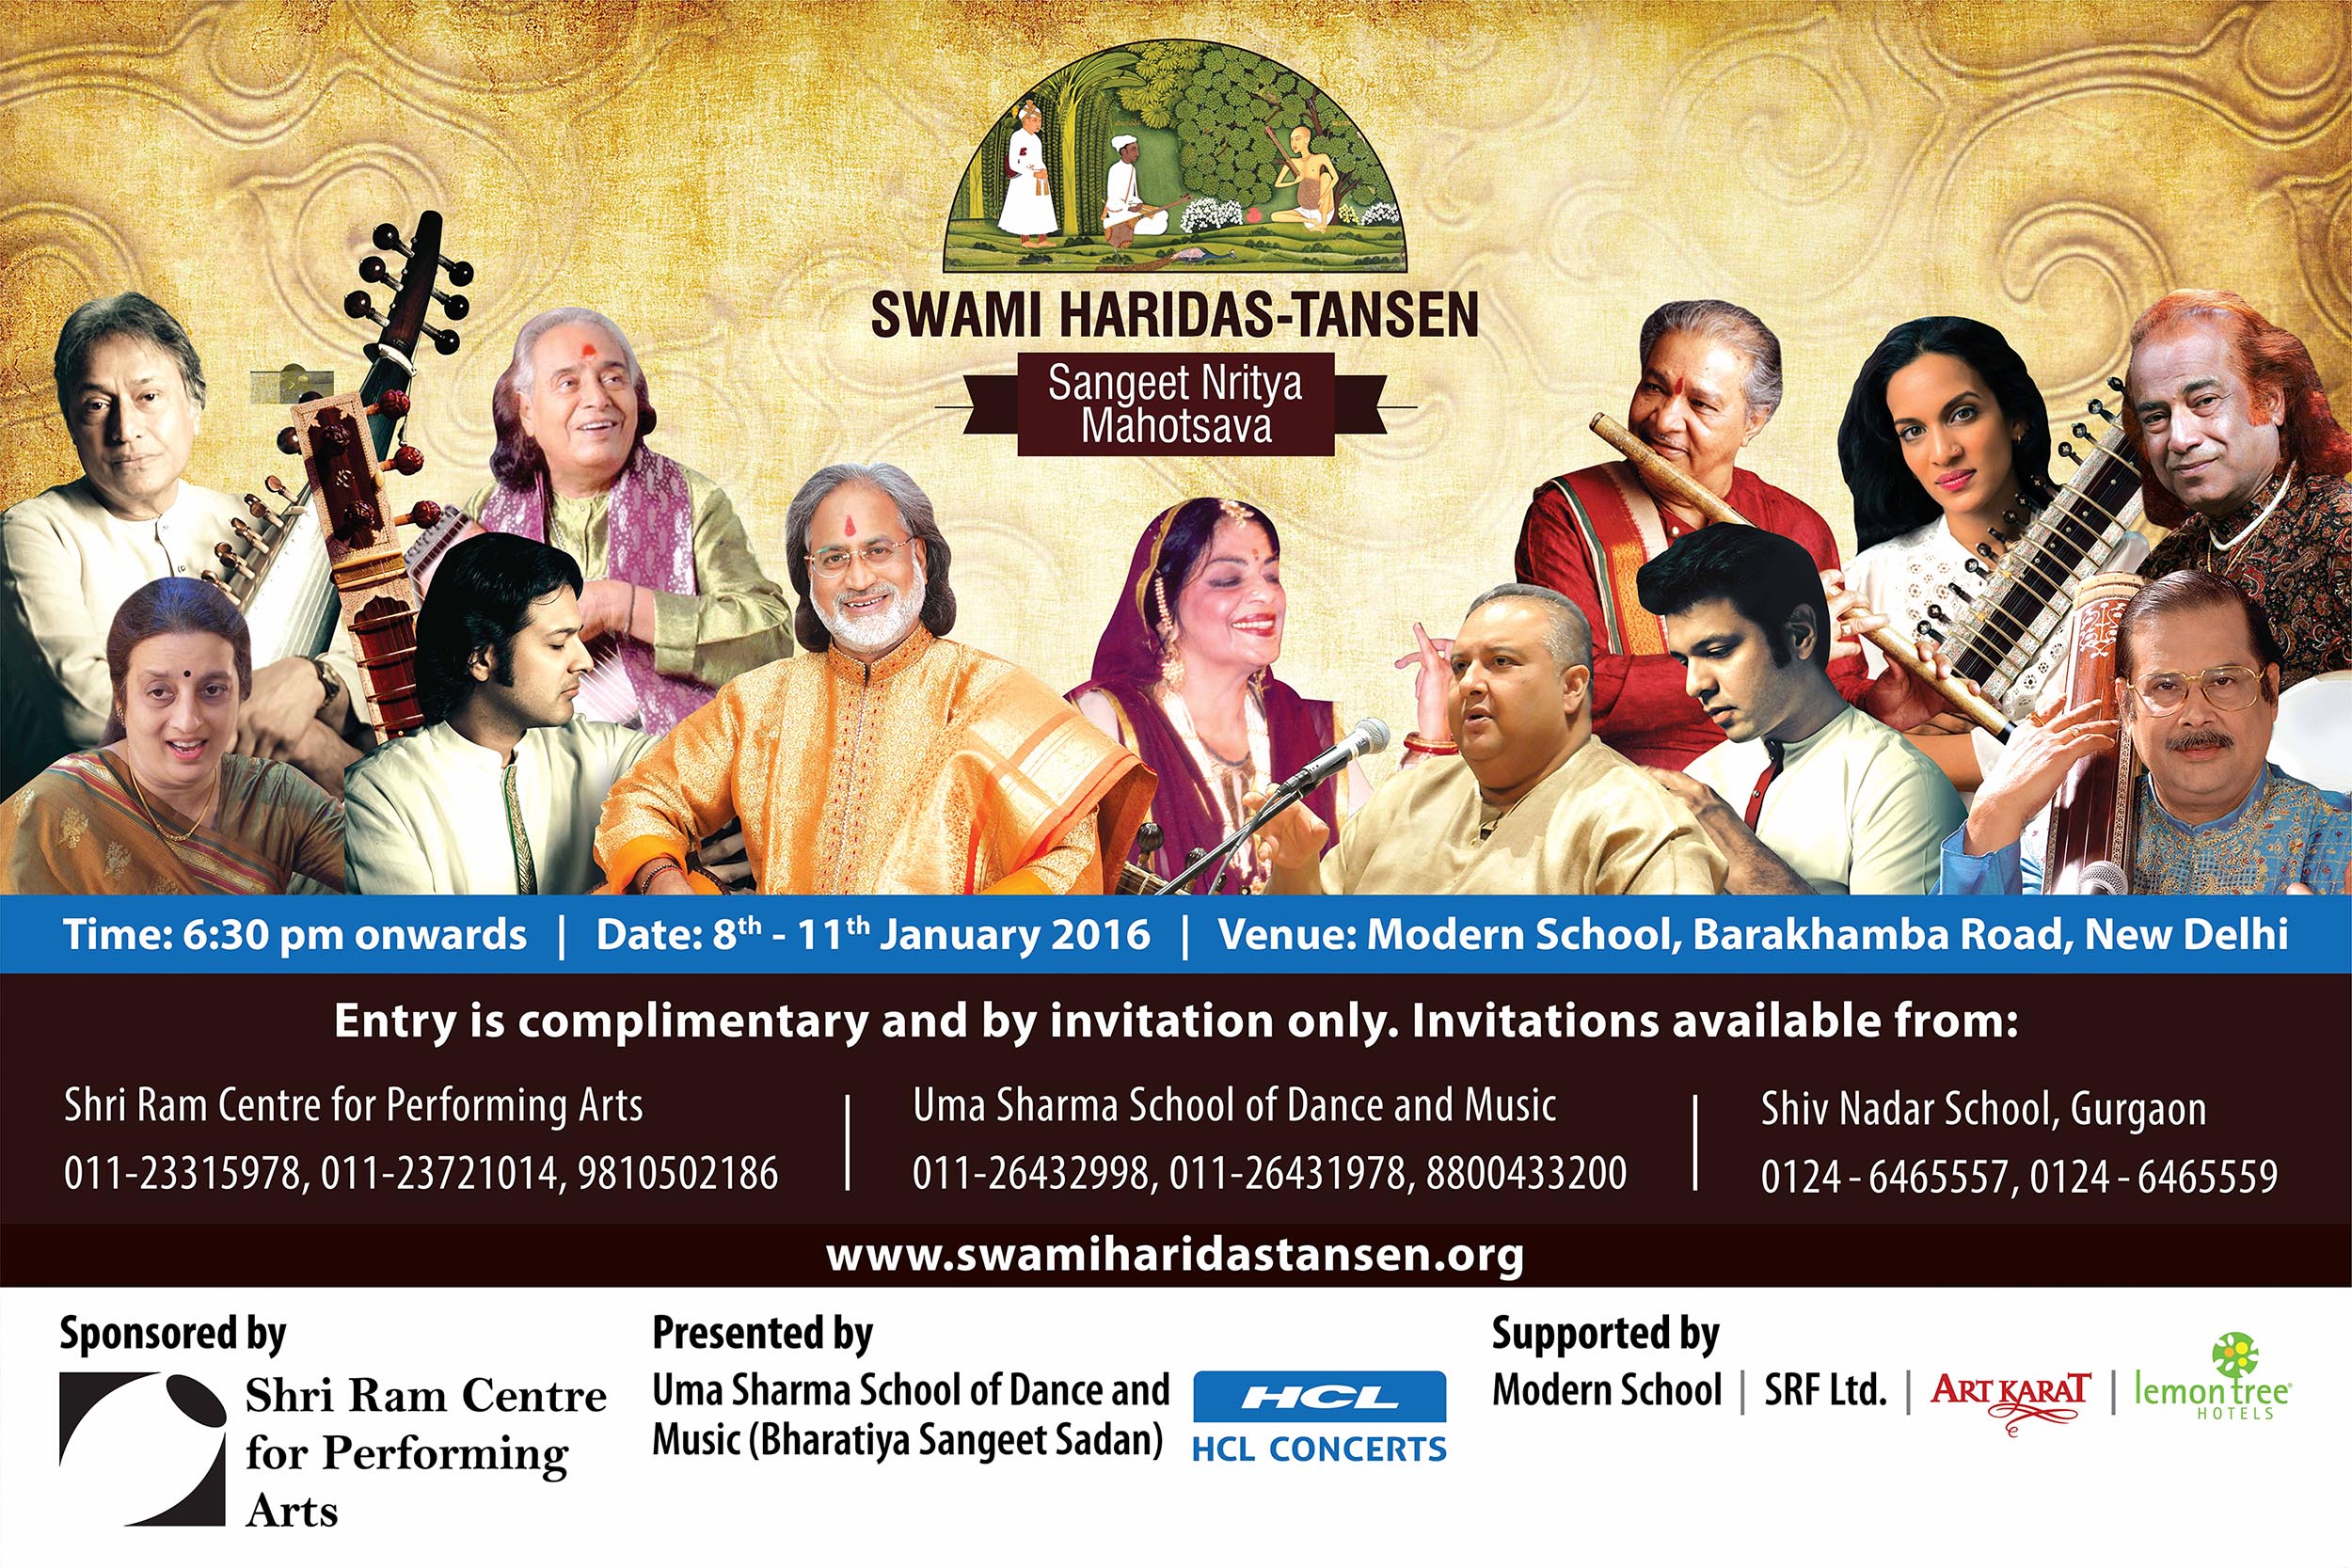 SWAMI HARIDAS-TANSEN
Sangeet Nritya
Mahotsava
Time: 6:30 pm onwards | Date: 8th - 11th January 2016 | Venue: Modern School, Barakhamba Road, New Delhi
Entry is complimentary and by invitation only. Invitations available from:
Shri Ram Centre for Performing Arts
011-23315978, 011-23721014, 9810502186
Uma Sharma School of Dance and Music
011-26432998, 011-26431978, 8800433200
Shiv Nadar School, Gurgaon
0124 - 6465557, 0124 - 6465559
www.swamiharidastansen.org
Sponsored by
Shri Ram Centre
for Performing
Arts
Presented by
Uma Sharma School of Dance and
Music (Bharatiya Sangeet Sadan)
HCL
HCL CONCERTS
Supported by
Modern School | SRF Ltd. | ART KARAT | lemon tree
HOTELS